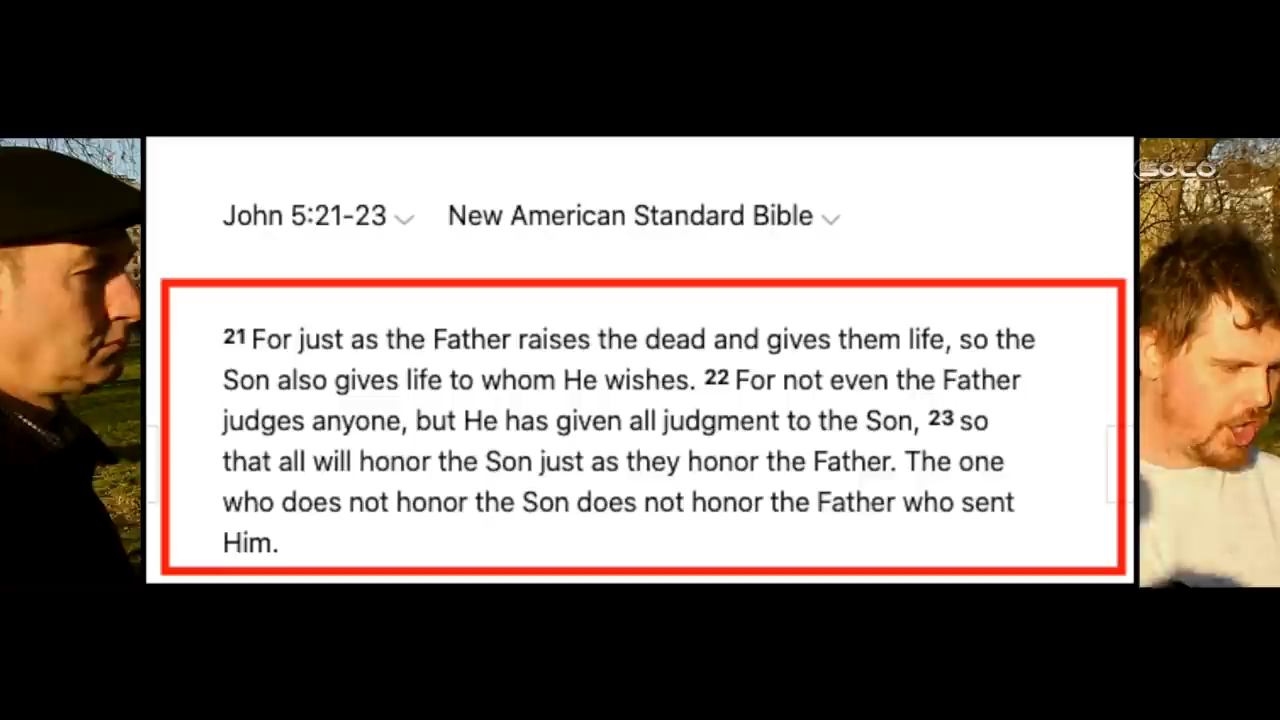 John 5:21-23 New American Standard Bible
SOCO
21 For just as the Father raises the dead and gives them life, so the
Son also gives life to whom He wishes. 22 For not even the Father
judges anyone, but He has given all judgment to the Son, 23 so
that all will honor the Son just as they honor the Father. The one
who does not honor the Son does not honor the Father who sent
Him.